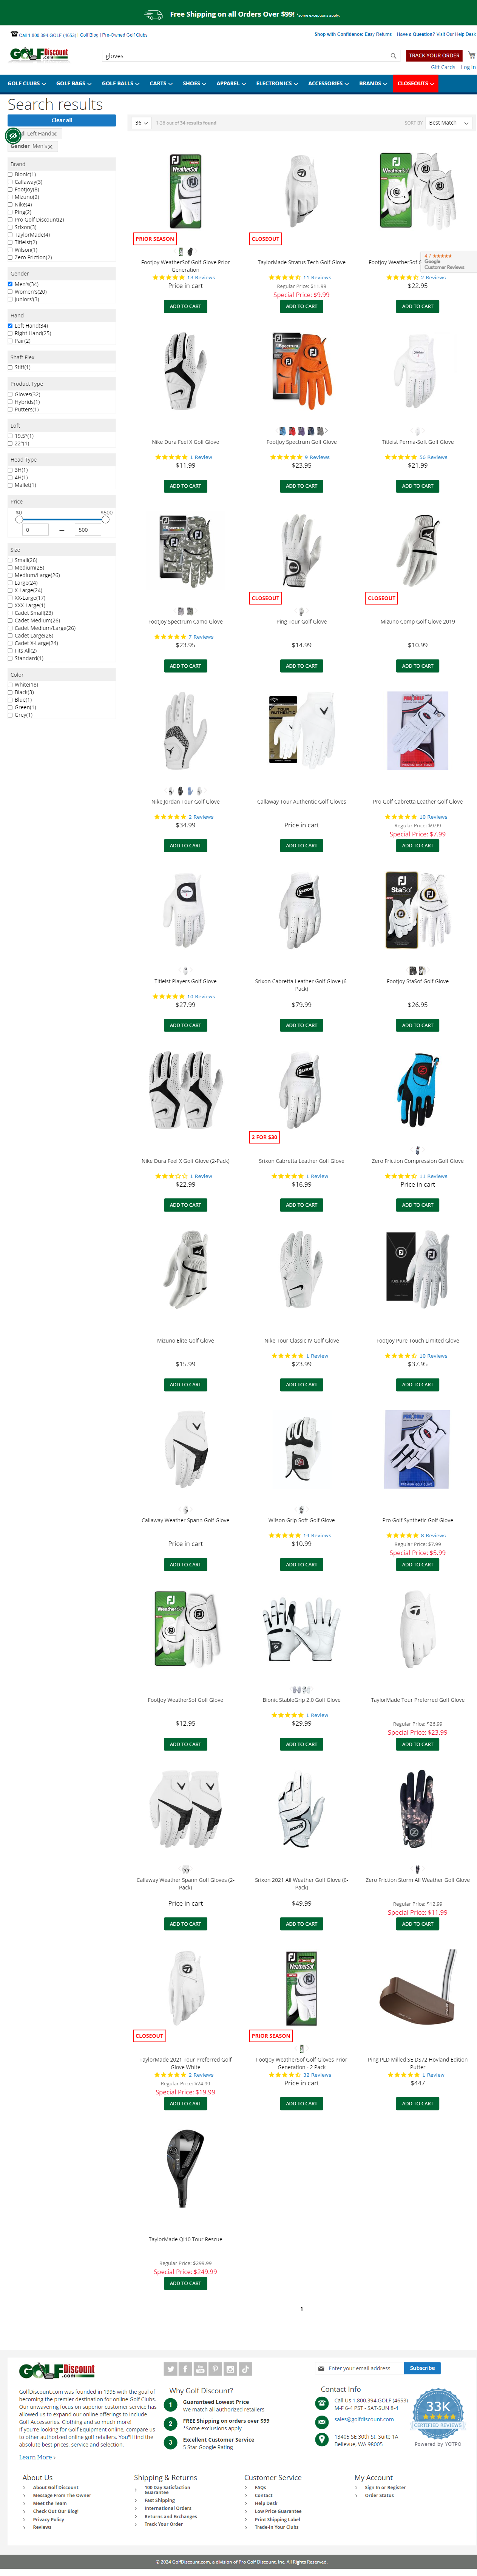 Free Shipping on all Orders Over $99! *some exceptions apply
Call 1.800.394.GOLF (4653) | Golf Blog | Pre-Owned Golf Clubs
Shop with Confidence: Easy Returns Have a Question? Visit Our Help Desk
GOLF Discount.com
gloves
TRACK YOUR ORDER
Gift Cards Log In
GOLF CLUBS GOLF BAGS GOLF BALLS CARTS SHOES APPAREL ELECTRONICS ACCESSORIES BRANDS CLOSEOUTS
Search results
Clear all
Left Hand
Gender Men's
Brand
Bionic(1)
Callaway(3)
FootJoy(8)
Mizuno(2)
Nike(4)
Ping(2)
Pro Golf Discount(2)
Srixon(3)
TaylorMade(4)
Titleist(2)
Wilson(1)
Zero Friction(2)
Gender
Men's(34)
Women's(20)
Juniors'(3)
Hand
Left Hand(34)
Right Hand(25)
Pair(2)
Shaft Flex
Stiff(1)
Product Type
Gloves(32)
Hybrids(1)
Putters(1)
Loft
19.5°(1)
22°(1)
Head Type
3H(1)
4H(1)
Mallet(1)
Price
$0 $500
0 — 500
Size
Small(26)
Medium(25)
Medium/Large(26)
Large(24)
X-Large(24)
XX-Large(17)
XXX-Large(1)
Cadet Small(23)
Cadet Medium(26)
Cadet Medium/Large(26)
Cadet Large(26)
Cadet X-Large(24)
Fits All(2)
Standard(1)
Color
White(18)
Black(3)
Blue(1)
Green(1)
Grey(1)
36
1-36 out of 34 results found
SORT BY Best Match
PRIOR SEASON
FootJoy WeatherSof Golf Glove Prior Generation
13 Reviews
Price in cart
ADD TO CART
CLOSEOUT
TaylorMade Stratus Tech Golf Glove
11 Reviews
Regular Price: $11.99
Special Price: $9.99
ADD TO CART
FootJoy WeatherSof
4.7
Google
Customer Reviews
2 Reviews
$22.95
ADD TO CART
Nike Dura Feel X Golf Glove
1 Review
$11.99
ADD TO CART
FootJoy Spectrum Golf Glove
9 Reviews
$23.95
ADD TO CART
Titleist Perma-Soft Golf Glove
56 Reviews
$21.99
ADD TO CART
FootJoy Spectrum Camo Glove
7 Reviews
$23.95
ADD TO CART
CLOSEOUT
Ping Tour Golf Glove
$14.99
ADD TO CART
CLOSEOUT
Mizuno Comp Golf Glove 2019
$10.99
ADD TO CART
Nike Jordan Tour Golf Glove
2 Reviews
$34.99
ADD TO CART
Callaway Tour Authentic Golf Gloves
Price in cart
ADD TO CART
Pro Golf Cabretta Leather Golf Glove
10 Reviews
Regular Price: $9.99
Special Price: $7.99
ADD TO CART
Titleist Players Golf Glove
10 Reviews
$27.99
ADD TO CART
Srixon Cabretta Leather Golf Glove (6-Pack)
$79.99
ADD TO CART
FootJoy StaSof Golf Glove
$26.95
ADD TO CART
Nike Dura Feel X Golf Glove (2-Pack)
1 Review
$22.99
ADD TO CART
2 FOR $30
Srixon Cabretta Leather Golf Glove
1 Review
$16.99
ADD TO CART
Zero Friction Compression Golf Glove
11 Reviews
Price in cart
ADD TO CART
Mizuno Elite Golf Glove
$15.99
ADD TO CART
Nike Tour Classic IV Golf Glove
1 Review
$23.99
ADD TO CART
FootJoy Pure Touch Limited Glove
10 Reviews
$37.95
ADD TO CART
Callaway Weather Spann Golf Glove
Price in cart
ADD TO CART
Wilson Grip Soft Golf Glove
14 Reviews
$10.99
ADD TO CART
Pro Golf Synthetic Golf Glove
8 Reviews
Regular Price: $7.99
Special Price: $5.99
ADD TO CART
FootJoy WeatherSof Golf Glove
$12.95
ADD TO CART
Bionic StableGrip 2.0 Golf Glove
1 Review
$29.99
ADD TO CART
TaylorMade Tour Preferred Golf Glove
Regular Price: $26.99
Special Price: $23.99
ADD TO CART
Callaway Weather Spann Golf Gloves (2-Pack)
Price in cart
ADD TO CART
Srixon 2021 All Weather Golf Glove (6-Pack)
$49.99
ADD TO CART
Zero Friction Storm All Weather Golf Glove
Regular Price: $12.99
Special Price: $11.99
ADD TO CART
CLOSEOUT
TaylorMade 2021 Tour Preferred Golf Glove White
2 Reviews
Regular Price: $24.99
Special Price: $19.99
ADD TO CART
PRIOR SEASON
FootJoy WeatherSof Golf Gloves Prior Generation - 2 Pack
32 Reviews
Price in cart
ADD TO CART
Ping PLD Milled SE DS72 Hovland Edition Putter
1 Review
$447
ADD TO CART
TaylorMade Qi10 Tour Rescue
Regular Price: $299.99
Special Price: $249.99
ADD TO CART
1
GOLF Discount.com
GolfDiscount.com was founded in 1995 with the goal of becoming the premier destination for online Golf Clubs. Our unwavering focus on superior customer service has allowed us to expand our online offerings to include Golf Accessories, Clothing and so much more!
If you're looking for Golf Equipment online, compare us to other authorized online golf retailers. You'll find the absolute best prices, service and selection.
Learn More ›
Why Golf Discount?
1 Guaranteed Lowest Price
We match all authorized retailers
2 FREE Shipping on orders over $99
*Some exclusions apply
3 Excellent Customer Service
5 Star Google Rating
Enter your email address Subscribe
Contact Info
Call Us 1.800.394.GOLF (4653)
M-F 6-4 PST - SAT-SUN 8-4
sales@golfdiscount.com
13405 SE 30th St, Suite 1A
Bellevue, WA 98005
33K
CERTIFIED REVIEWS
Powered by YOTPO
About Us
About Golf Discount
Message From The Owner
Meet the Team
Check Out Our Blog!
Privacy Policy
Reviews
Shipping & Returns
100 Day Satisfaction Guarantee
Fast Shipping
International Orders
Returns and Exchanges
Track Your Order
Customer Service
FAQs
Contact
Help Desk
Low Price Guarantee
Print Shipping Label
Trade-In Your Clubs
My Account
Sign In or Register
Order Status
© 2024 GolfDiscount.com, a division of Pro Golf Discount, Inc. All Rights Reserved.